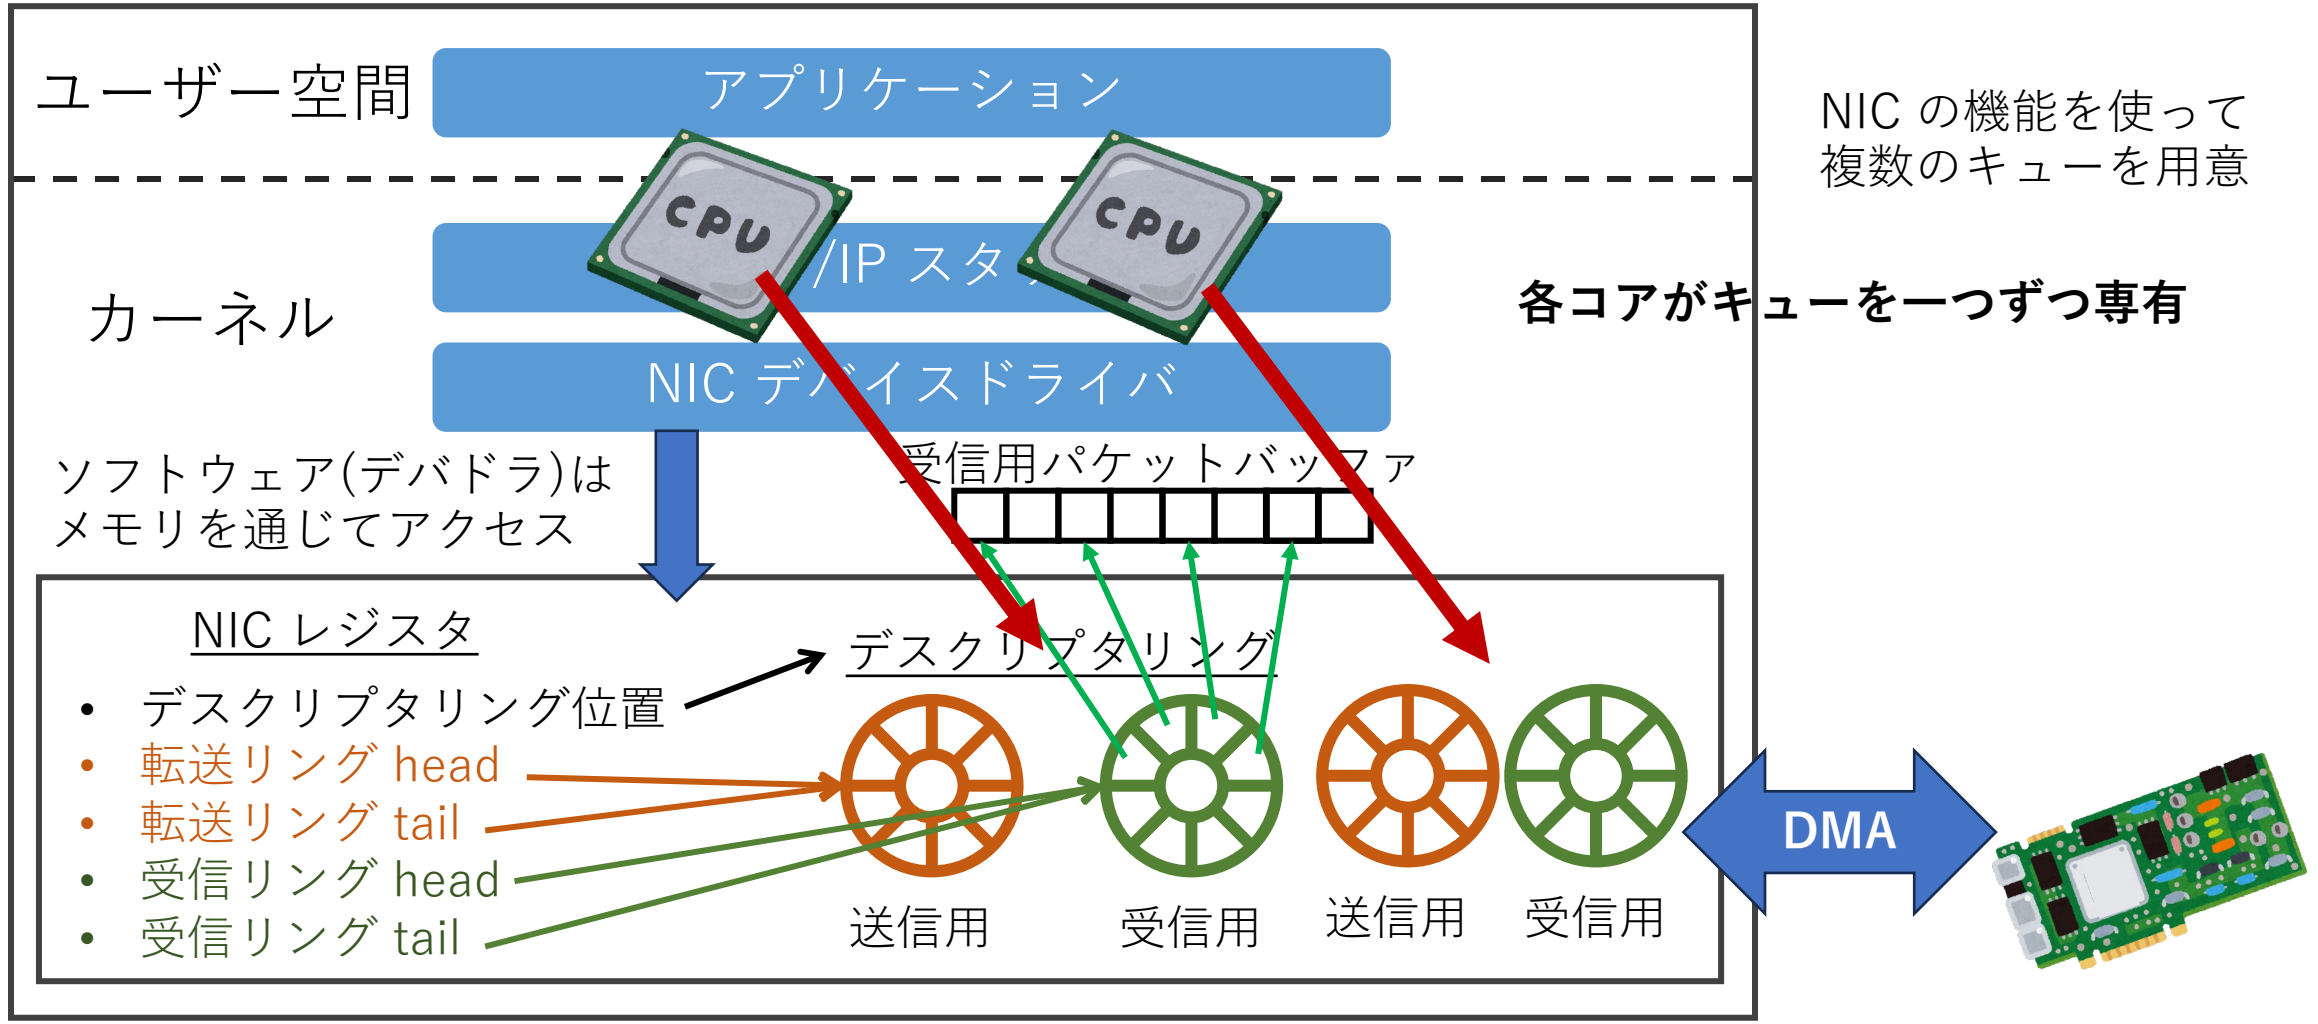 ユーザー空間
アプリケーション
NIC の機能を使って
複数のキューを用意
CPU
CPU
/IP スタ
カーネル
各コアがキューを一つずつ専有
NIC デバイスドライバ
ソフトウェア(デバドラ)は
メモリを通じてアクセス
受信用パケットバッファ
NIC レジスタ
デスクリプタリング
• デスクリプタリング位置
• 転送リング head
• 転送リング tail
• 受信リング head
• 受信リング tail
送信用
受信用
送信用
受信用
DMA